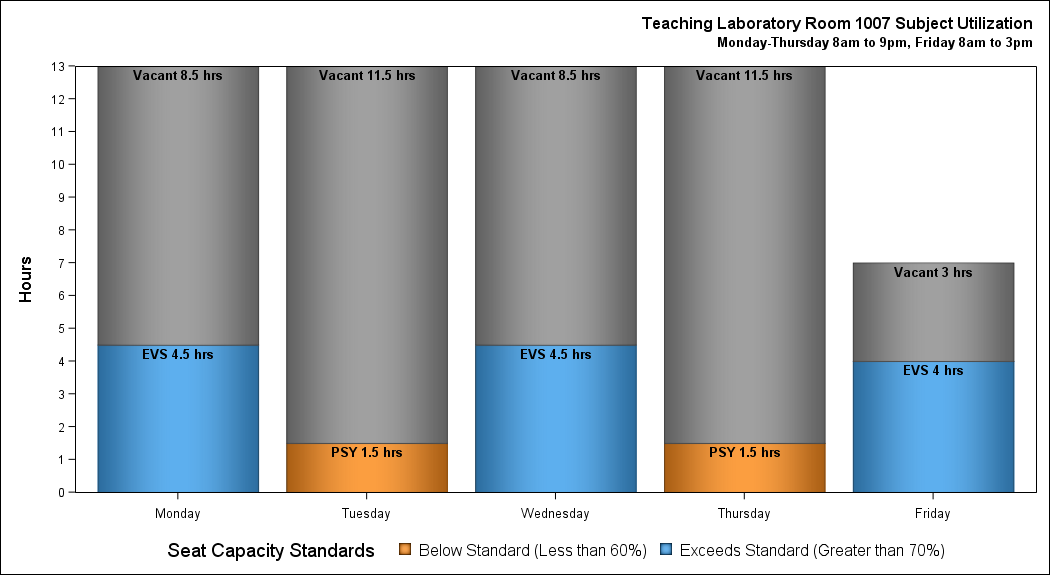 Teaching Laboratory Room 1007 Subject Utilization
Monday-Thursday 8am to 9pm, Friday 8am to 3pm
Hours
13
12
11
10
9
8
7
6
5
4
3
2
1
0
Vacant 8.5 hrs
EVS 4.5 hrs
Vacant 11.5 hrs
PSY 1.5 hrs
Vacant 8.5 hrs
EVS 4.5 hrs
Vacant 11.5 hrs
PSY 1.5 hrs
Vacant 3 hrs
EVS 4 hrs
Monday Tuesday Wednesday Thursday Friday
Seat Capacity Standards Below Standard (Less than 60%) Exceeds Standard (Greater than 70%)